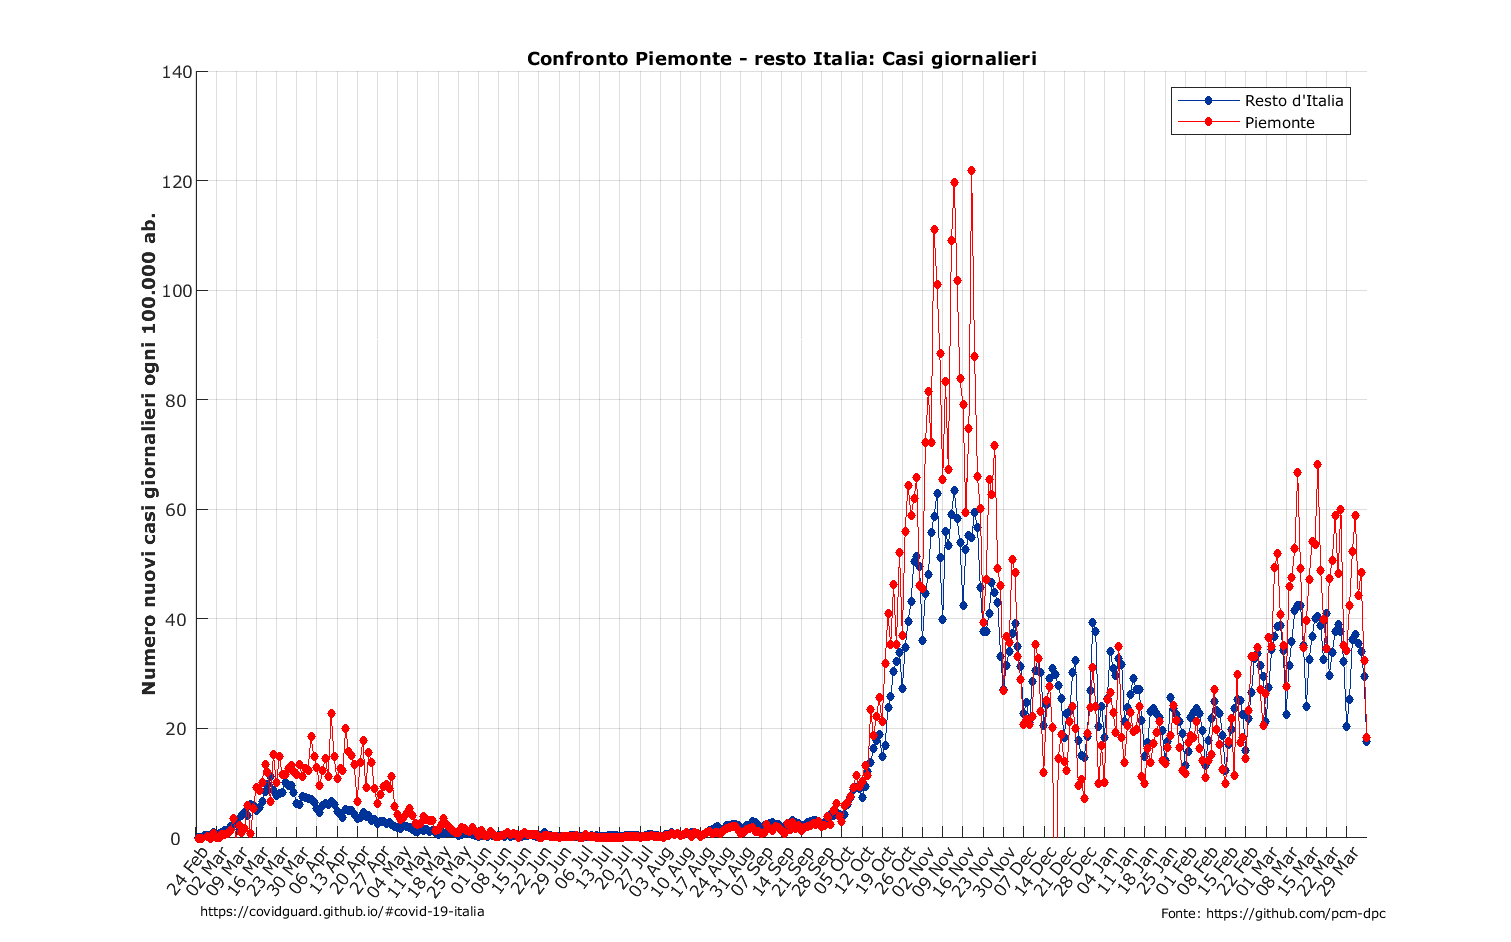 Confronto Piemonte - resto Italia: Casi giornalieri
Numero nuovi casi giornalieri ogni 100.000 ab.
140
120
100
80
60
40
20
0
Resto d'Italia
Piemonte
24 Feb
02 Mar
09 Mar
16 Mar
23 Mar
30 Mar
06 Apr
13 Apr
20 Apr
27 Apr
04 May
11 May
18 May
25 May
01 Jun
08 Jun
15 Jun
22 Jun
29 Jun
06 Jul
13 Jul
20 Jul
27 Jul
03 Aug
10 Aug
17 Aug
24 Aug
31 Aug
07 Sep
14 Sep
21 Sep
28 Sep
05 Oct
12 Oct
19 Oct
26 Oct
02 Nov
09 Nov
16 Nov
23 Nov
30 Nov
07 Dec
14 Dec
21 Dec
28 Dec
04 Jan
11 Jan
18 Jan
25 Jan
01 Feb
08 Feb
15 Feb
22 Feb
01 Mar
08 Mar
15 Mar
22 Mar
29 Mar
https://covidguard.github.io/#covid-19-italia
Fonte: https://github.com/pcm-dpc